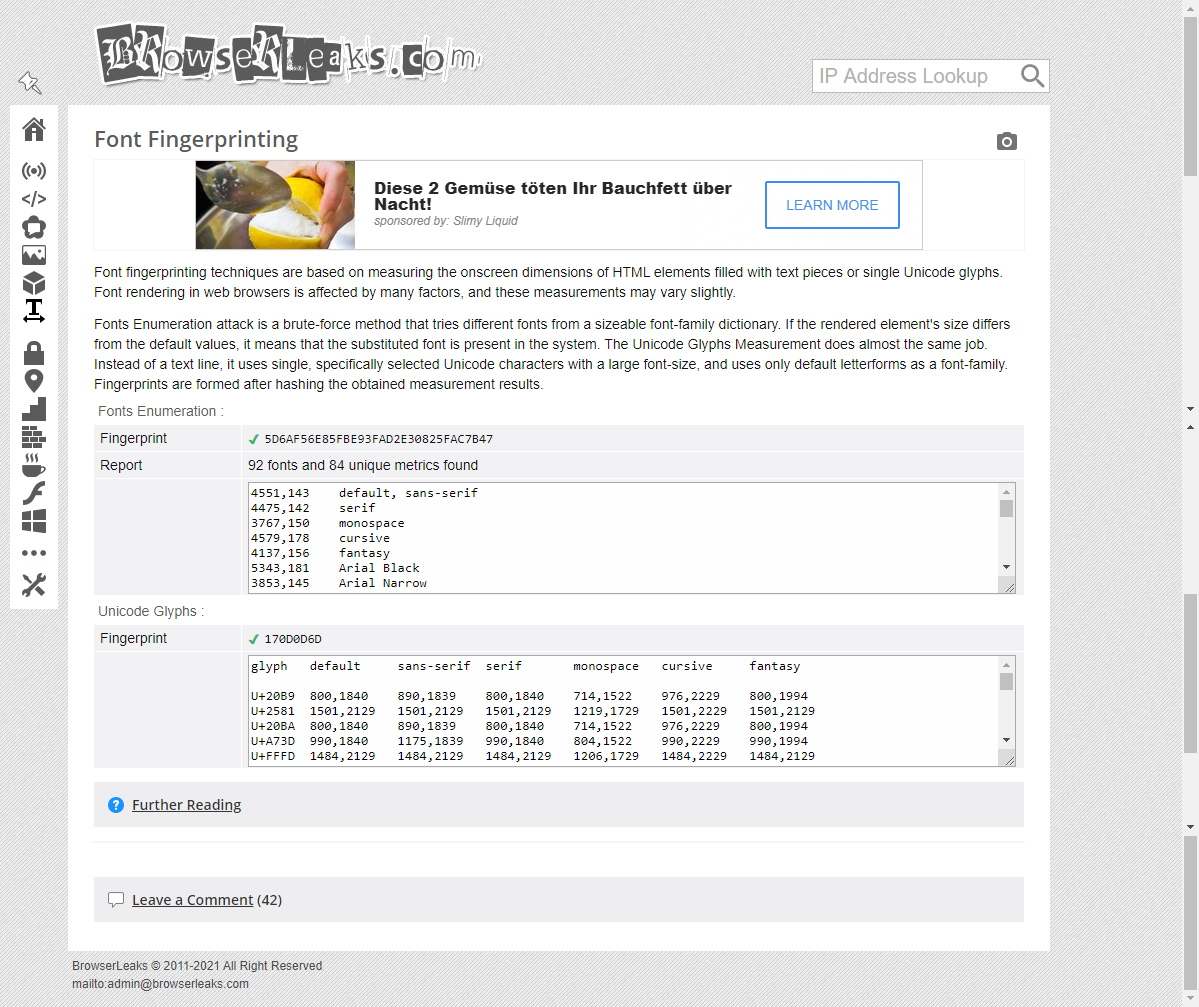 BrowserLeaks.com
IP Address Lookup
Font Fingerprinting
Diese 2 Gemüse töten Ihr Bauchfett über
Nacht!
sponsored by: Slimy Liquid
LEARN MORE
Font fingerprinting techniques are based on measuring the onscreen dimensions of HTML elements filled with text pieces or single Unicode glyphs.
Font rendering in web browsers is affected by many factors, and these measurements may vary slightly.
Fonts Enumeration attack is a brute-force method that tries different fonts from a sizeable font-family dictionary. If the rendered element's size differs
from the default values, it means that the substituted font is present in the system. The Unicode Glyphs Measurement does almost the same job.
Instead of a text line, it uses single, specifically selected Unicode characters with a large font-size, and uses only default letterforms as a font-family.
Fingerprints are formed after hashing the obtained measurement results.
Fonts Enumeration :
Fingerprint ✔ 5D6AF56E85FBE93FAD2E30825FAC7B47
Report 92 fonts and 84 unique metrics found
4551,143 default, sans-serif
4475,142 serif
3767,150 monospace
4579,178 cursive
4137,156 fantasy
5343,181 Arial Black
3853,145 Arial Narrow
Unicode Glyphs :
Fingerprint ✔ 170D0D6D
glyph default sans-serif serif monospace cursive fantasy
U+20B9 800,1840 890,1839 800,1840 714,1522 976,2229 800,1994
U+2581 1501,2129 1501,2129 1501,2129 1219,1729 1501,2229 1501,2129
U+20BA 800,1840 890,1839 800,1840 714,1522 976,2229 800,1994
U+A73D 990,1840 1175,1839 990,1840 804,1522 990,2229 990,1994
U+FFFD 1484,2129 1484,2129 1484,2129 1206,1729 1484,2229 1484,2129
Further Reading
Leave a Comment (42)
BrowserLeaks © 2011-2021 All Right Reserved
mailto:admin@browserleaks.com